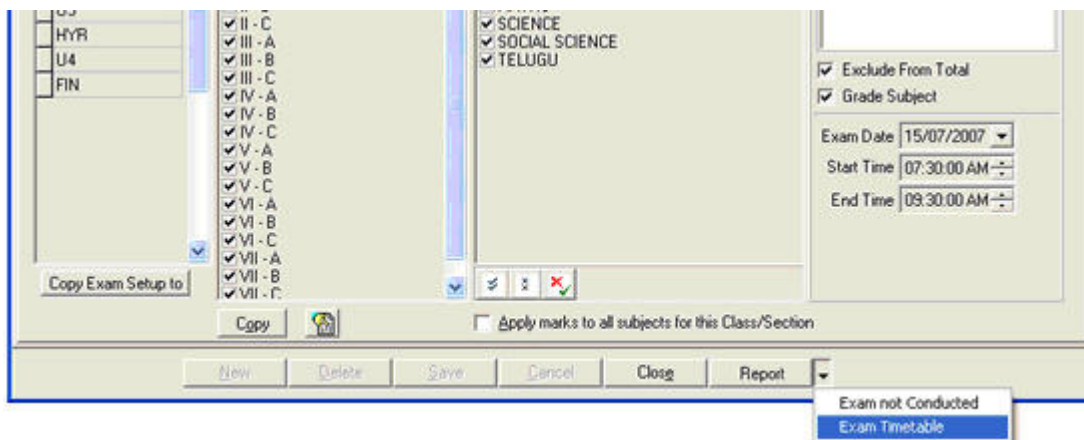 HYR
U4
FIN
Copy Exam Setup to
II - C
III - A
III - B
III - C
IV - A
IV - B
IV - C
V - A
V - B
V - C
VI - A
VI - B
VI - C
VII - A
VII - B
VII - C
Copy
SCIENCE
SOCIAL SCIENCE
TELUGU
Apply marks to all subjects for this Class/Section
Exclude From Total
Grade Subject
Exam Date 15/07/2007
Start Time 07:30:00 AM
End Time 09:30:00 AM
New Delete Save Cancel Close Report
Exam not Conducted
Exam Timetable